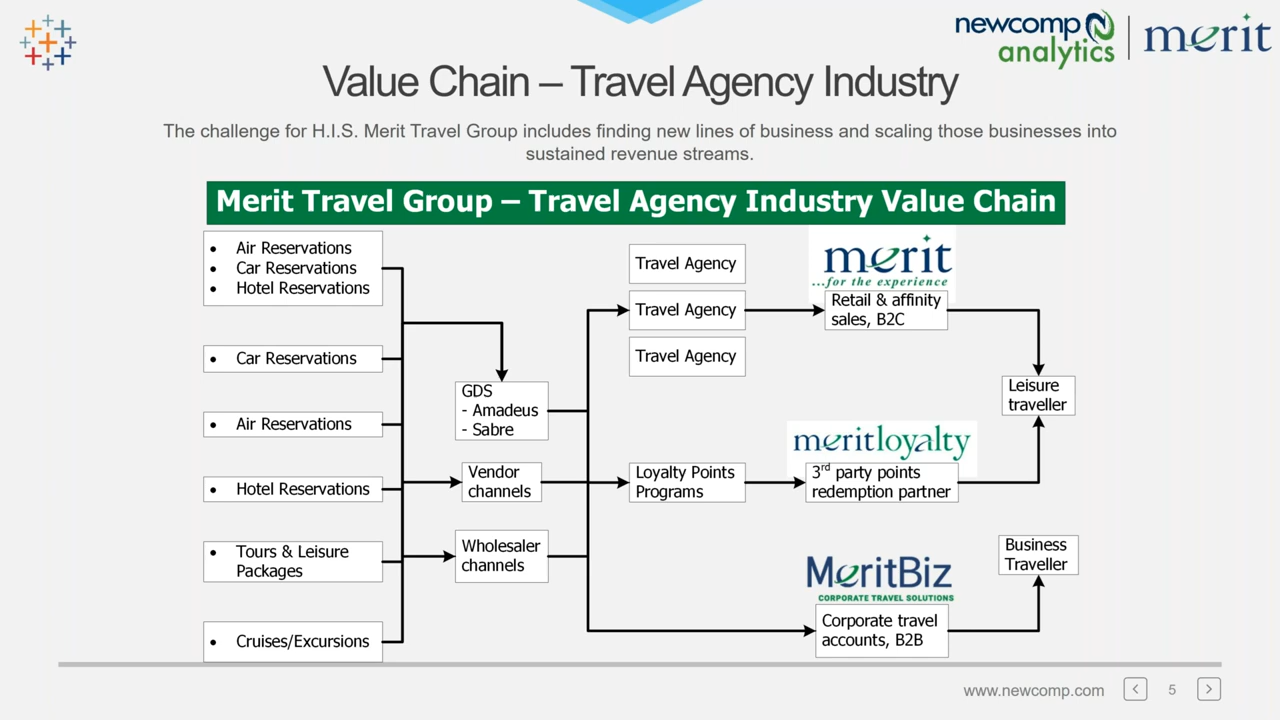 newcomp
analytics
merit
Value Chain – Travel Agency Industry
The challenge for H.I.S. Merit Travel Group includes finding new lines of business and scaling those businesses into
sustained revenue streams.
Merit Travel Group – Travel Agency Industry Value Chain
• Air Reservations
• Car Reservations
• Hotel Reservations
• Car Reservations
• Air Reservations
• Hotel Reservations
• Tours & Leisure
Packages
• Cruises/Excursions
GDS
- Amadeus
- Sabre
Vendor
channels
Wholesaler
channels
Travel Agency
Travel Agency
Travel Agency
Loyalty Points
Programs
merit
...for the experience
Retail & affinity
sales, B2C
meritloyalty
3rd party points
redemption partner
MeritBiz
CORPORATE TRAVEL SOLUTIONS
Corporate travel
accounts, B2B
Leisure
traveller
Business
Traveller
www.newcomp.com
5